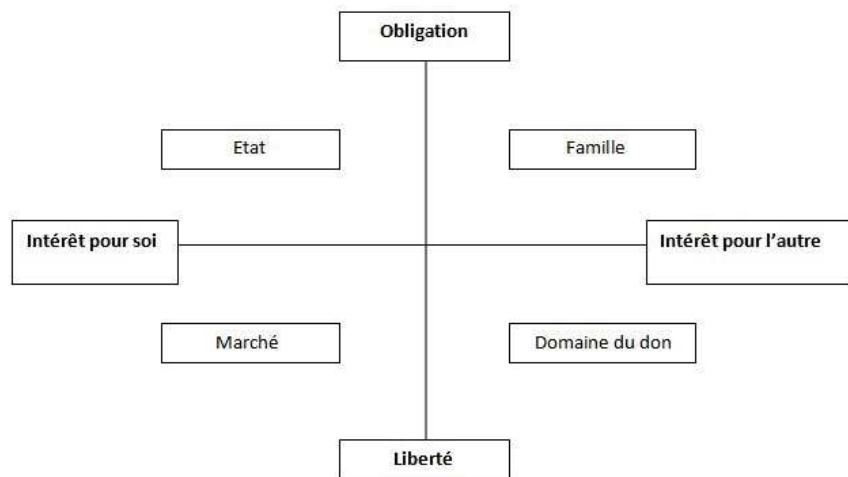 Obligation
Etat
Famille
Intérêt pour soi
Intérêt pour l’autre
Marché
Domaine du don
Liberté